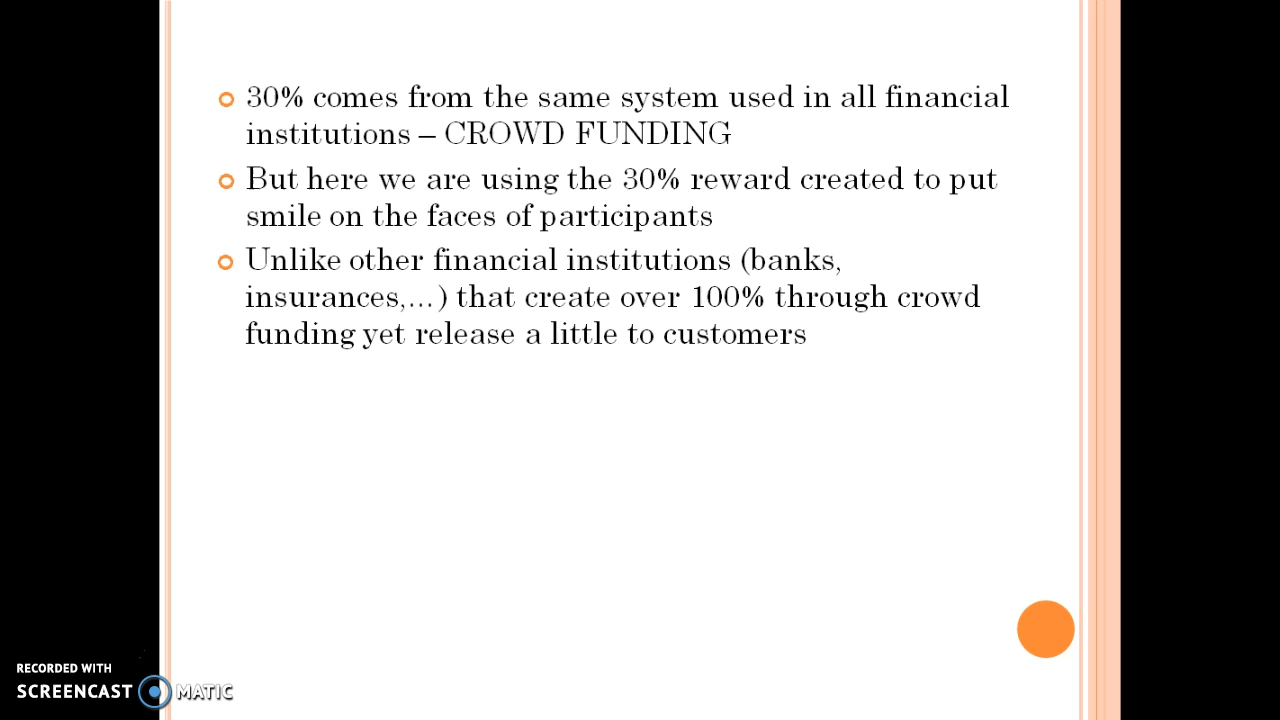 30% comes from the same system used in all financial
institutions – CROWD FUNDING
But here we are using the 30% reward created to put
smile on the faces of participants
Unlike other financial institutions (banks,
insurances,...) that create over 100% through crowd
funding yet release a little to customers
RECORDED WITH
SCREENCAST MATIC